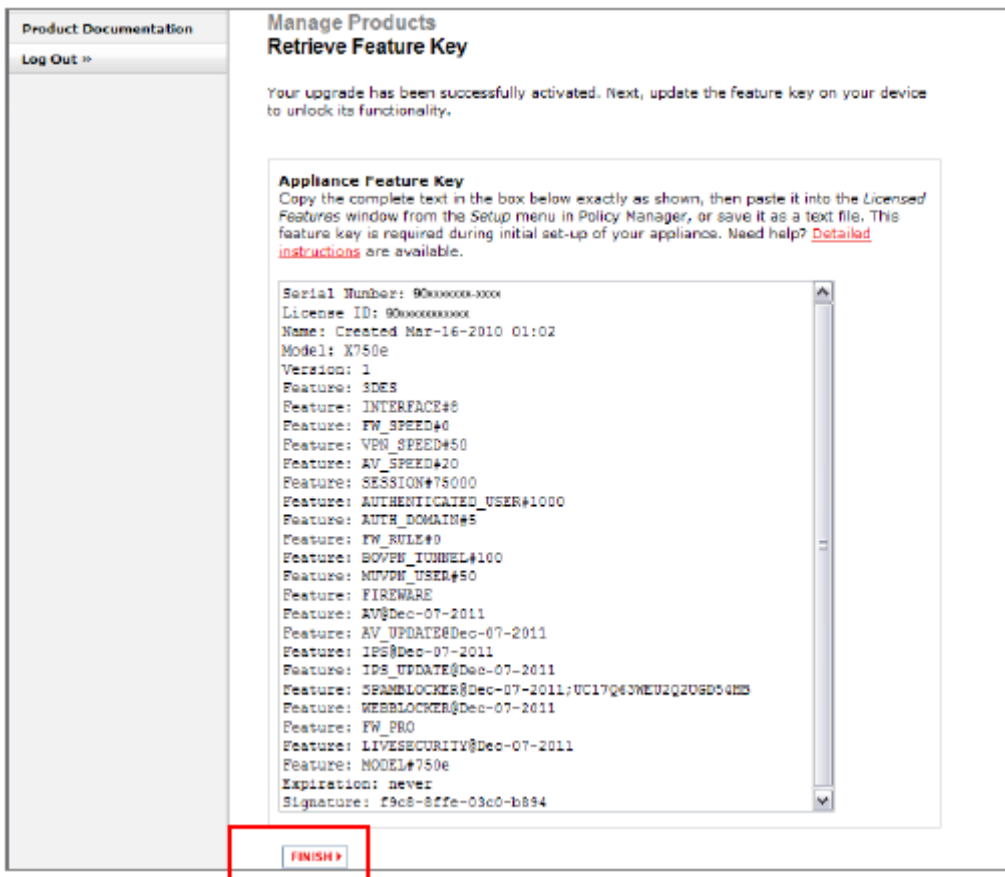 Product Documentation
Log Out »
Manage Products
Retrieve Feature Key
Your upgrade has been successfully activated. Next, update the feature key on your device
to unlock its functionality.
Appliance Feature Key
Copy the complete text in the box below exactly as shown, then paste it into the Licensed
Features window from the Setup menu in Policy Manager, or save it as a text file. This
feature key is required during initial set-up of your appliance. Need help? Detailed
instructions are available.
Serial Number: 90xxxxxxx-xxxx
License ID: 90xxxxxxxxxxx
Name: Created Mar-16-2010 01:02
Model: X750e
Version: 1
Feature: 3DES
Feature: INTERFACE#8
Feature: FW_SPEED#0
Feature: VPN_SPEED#50
Feature: AV_SPEED#20
Feature: SESSION#75000
Feature: AUTHENTICATED_USER#1000
Feature: AUTH_DOMAIN#5
Feature: FW_RULE#0
Feature: BOVPN_TUNNEL#100
Feature: MUVPN_USER#50
Feature: FIREWARE
Feature: AV@Dec-07-2011
Feature: AV_UPDATE@Dec-07-2011
Feature: IPS@Dec-07-2011
Feature: IPS_UPDATE@Dec-07-2011
Feature: SPAMBLOCKER@Dec-07-2011;
Feature: WEBBLOCKER@Dec-07-2011
Feature: FW_PRO
Feature: LIVESECURITY@Dec-07-2011
Feature: MODEL#750e
Expiration: never
Signature: f9c8-8ffe-03c0-b894
FINISH